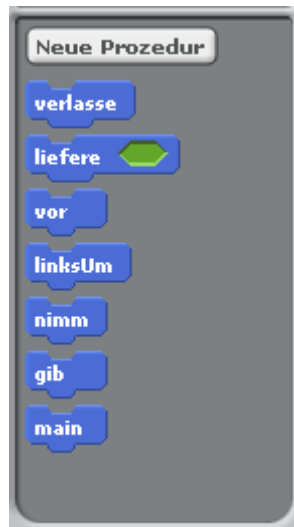 Neue Prozedur
verlasse
liefere
vor
linksUm
nimm
gib
main